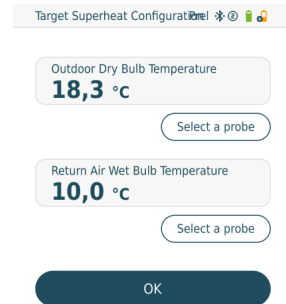 Target Superheat Configuration Prel
Outdoor Dry Bulb Temperature
18,3 °C
Select a probe
Return Air Wet Bulb Temperature
10,0 °C
Select a probe
OK